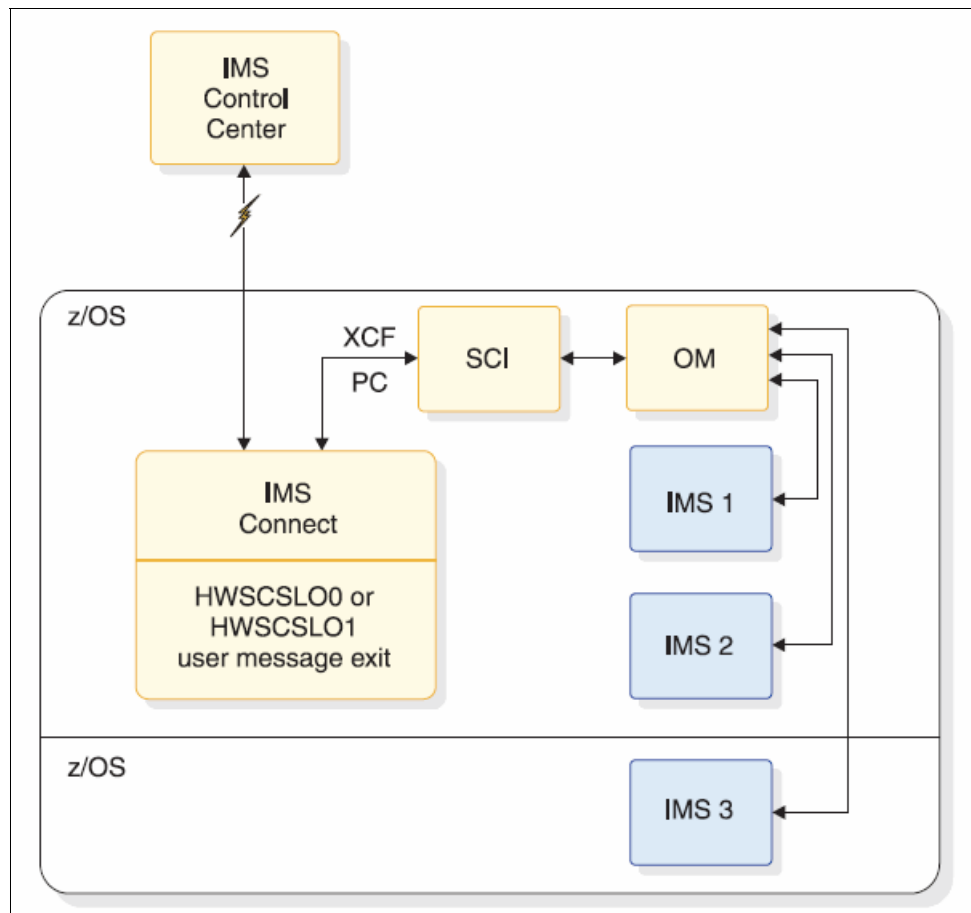 IMS
Control
Center
z/OS
XCF
PC
SCI
OM
IMS
Connect
HWSCSLO0 or
HWSCSLO1
user message exit
IMS 1
IMS 2
z/OS
IMS 3